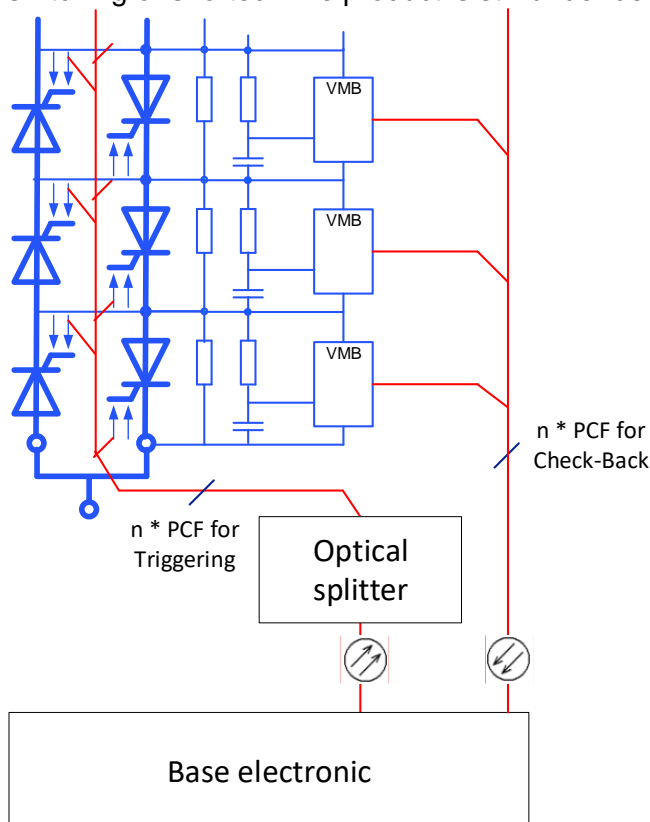 VMB
VMB
VMB
n * PCF for
Check-Back
n * PCF for
Triggering
Optical
splitter
Base electronic